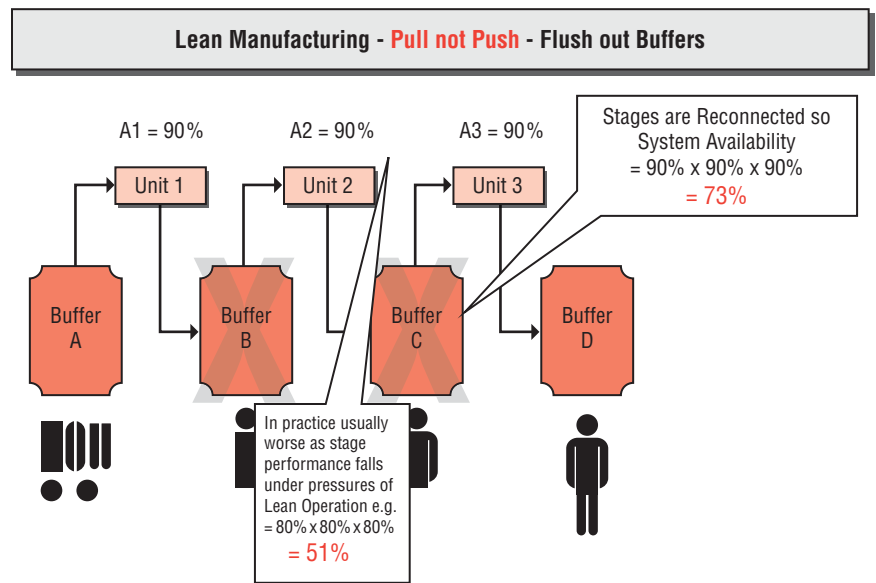 Lean Manufacturing - Pull not Push - Flush out Buffers
A1 = 90%
A2 = 90%
A3 = 90%
Stages are Reconnected so
System Availability
= 90% x 90% x 90%
= 73%
Unit 1
Unit 2
Unit 3
Buffer
A
Buffer
B
Buffer
C
Buffer
D
In practice usually
worse as stage
performance falls
under pressures of
Lean Operation e.g.
= 80% x 80% x 80%
= 51%